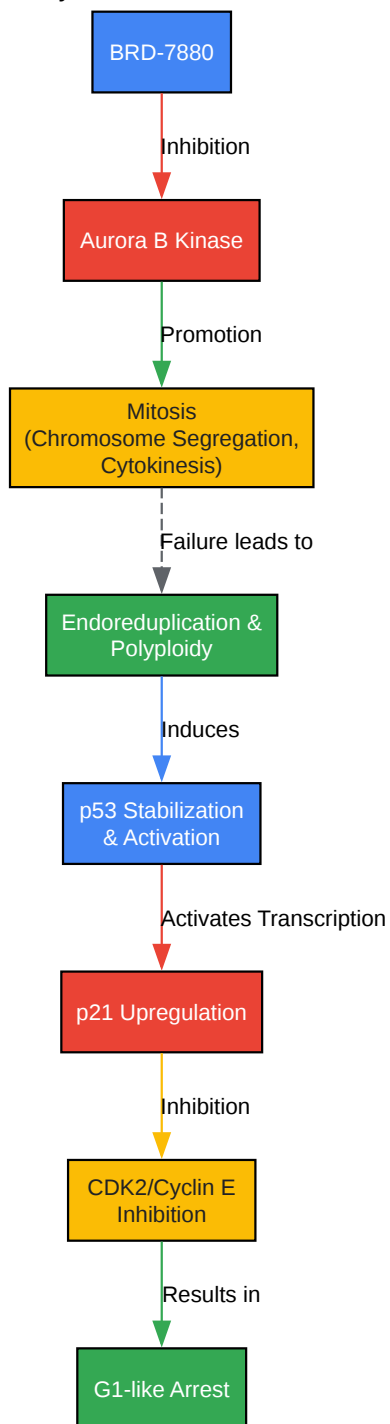 BRD-7880
Inhibition
Aurora B Kinase
Promotion
Mitosis
(Chromosome Segregation,
Cytokinesis)
Failure leads to
Endoreduplication &
Polyploidy
Induces
p53 Stabilization
& Activation
Activates Transcription
p21 Upregulation
Inhibition
CDK2/Cyclin E
Inhibition
Results in
G1-like Arrest